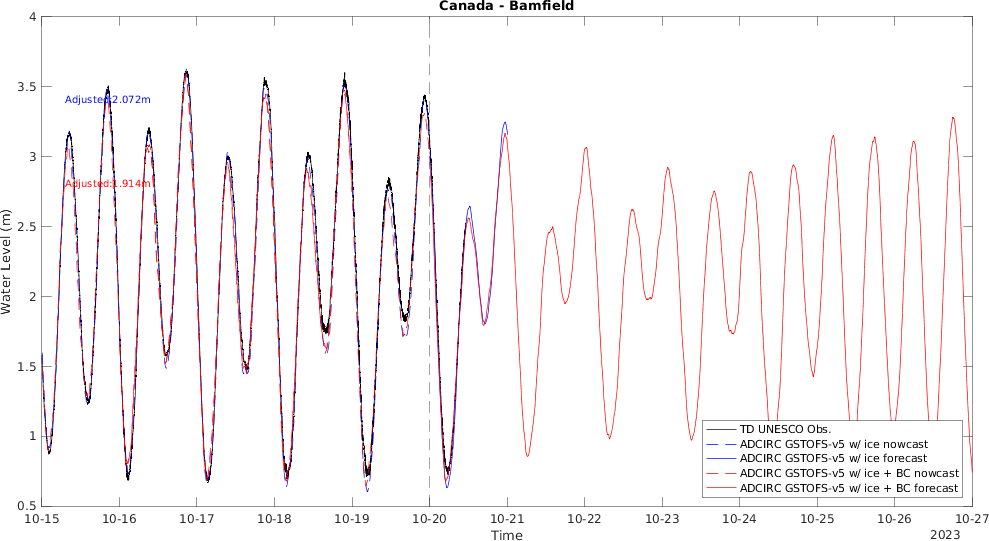 Canada - Bamfield
4
3.5
3
2.5
2
1.5
1
0.5
Water Level (m)
Adjusted:2.072m
Adjusted:1.914m
TD UNESCO Obs.
ADCIRC GSTOFS-v5 w/ ice nowcast
ADCIRC GSTOFS-v5 w/ ice forecast
ADCIRC GSTOFS-v5 w/ ice + BC nowcast
ADCIRC GSTOFS-v5 w/ ice + BC forecast
10-15 10-16 10-17 10-18 10-19 10-20 10-21 10-22 10-23 10-24 10-25 10-26 10-27
Time
2023